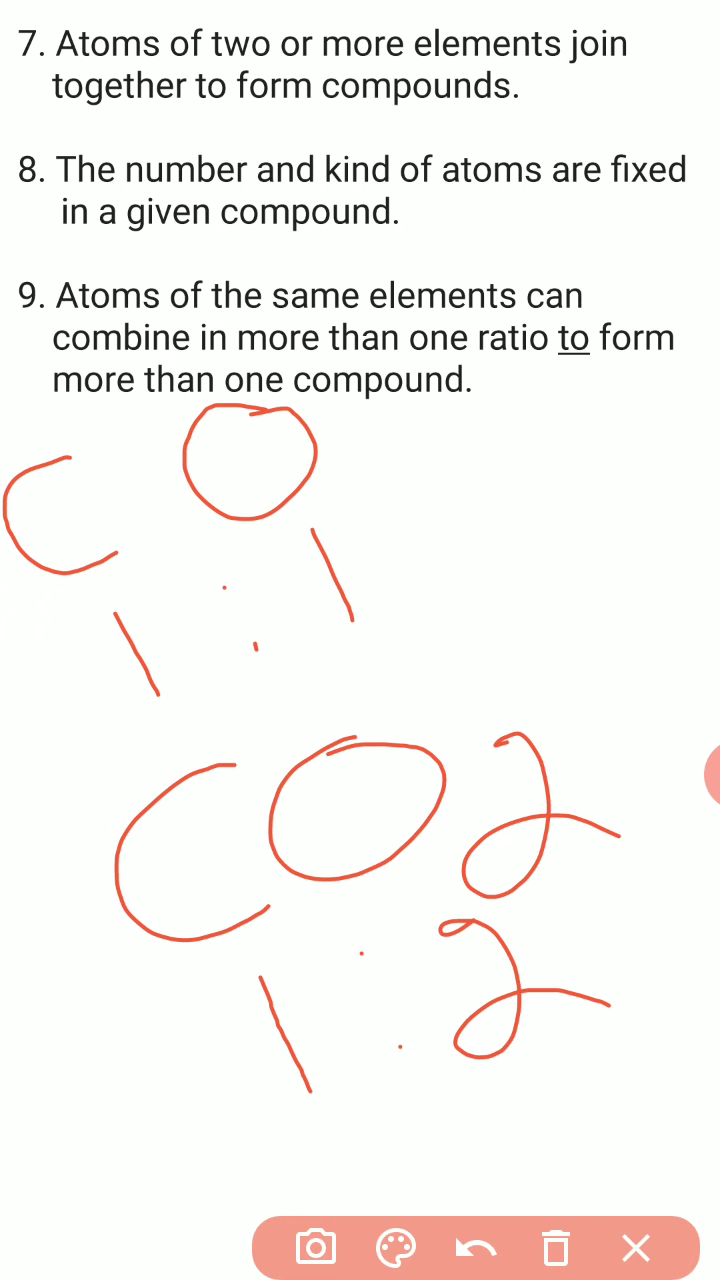 7. Atoms of two or more elements join
together to form compounds.
8. The number and kind of atoms are fixed
in a given compound.
9. Atoms of the same elements can
combine in more than one ratio to form
more than one compound.
C O
1 : 1
CO2
1 : 2